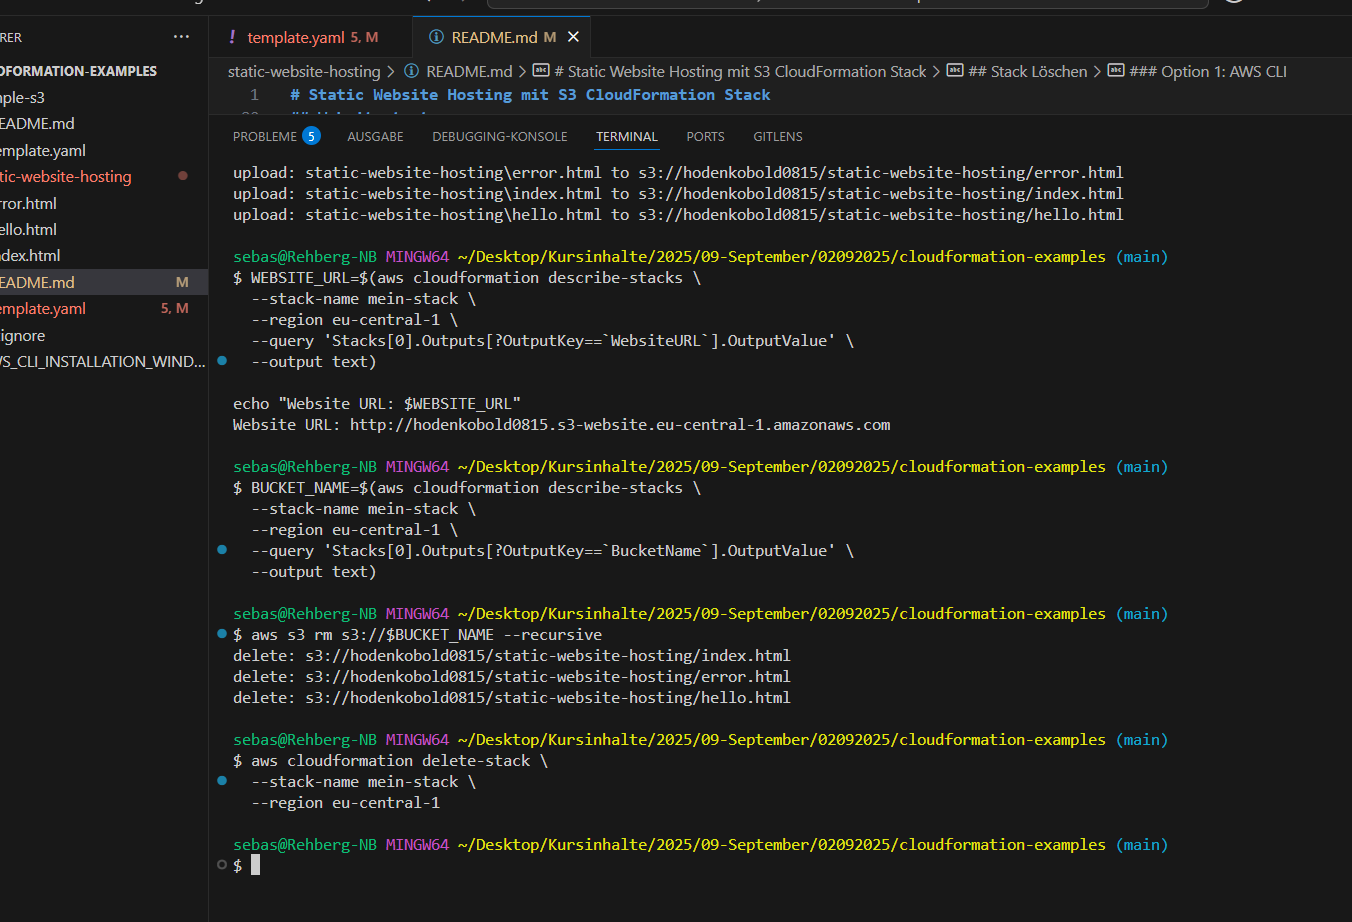 RER
···
! template.yaml 5, M
README.md M ×
DFORMATION-EXAMPLES
static-website-hosting > README.md > # Static Website Hosting mit S3 CloudFormation Stack > ## Stack Löschen > ### Option 1: AWS CLI
1 # Static Website Hosting mit S3 CloudFormation Stack
nple-s3
EADME.md
emplate.yaml
tic-website-hosting
rror.html
ello.html
dex.html
EADME.md M
emplate.yaml 5, M
ignore
VS_CLI_INSTALLATION_WIND...
PROBLEME 5 AUSGABE DEBUGGING-KONSOLE TERMINAL PORTS GITLENS
upload: static-website-hosting\error.html to s3://hodenkobold0815/static-website-hosting/error.html
upload: static-website-hosting\index.html to s3://hodenkobold0815/static-website-hosting/index.html
upload: static-website-hosting\hello.html to s3://hodenkobold0815/static-website-hosting/hello.html
sebas@Rehberg-NB MINGW64 ~/Desktop/Kursinhalte/2025/09-September/02092025/cloudformation-examples (main)
$ WEBSITE_URL=$(aws cloudformation describe-stacks \
--stack-name mein-stack \
--region eu-central-1 \
--query 'Stacks[0].Outputs[?OutputKey==`WebsiteURL`].OutputValue' \
--output text)
echo "Website URL: $WEBSITE_URL"
Website URL: http://hodenkobold0815.s3-website.eu-central-1.amazonaws.com
sebas@Rehberg-NB MINGW64 ~/Desktop/Kursinhalte/2025/09-September/02092025/cloudformation-examples (main)
$ BUCKET_NAME=$(aws cloudformation describe-stacks \
--stack-name mein-stack \
--region eu-central-1 \
--query 'Stacks[0].Outputs[?OutputKey==`BucketName`].OutputValue' \
--output text)
sebas@Rehberg-NB MINGW64 ~/Desktop/Kursinhalte/2025/09-September/02092025/cloudformation-examples (main)
$ aws s3 rm s3://$BUCKET_NAME --recursive
delete: s3://hodenkobold0815/static-website-hosting/index.html
delete: s3://hodenkobold0815/static-website-hosting/error.html
delete: s3://hodenkobold0815/static-website-hosting/hello.html
sebas@Rehberg-NB MINGW64 ~/Desktop/Kursinhalte/2025/09-September/02092025/cloudformation-examples (main)
$ aws cloudformation delete-stack \
--stack-name mein-stack \
--region eu-central-1
sebas@Rehberg-NB MINGW64 ~/Desktop/Kursinhalte/2025/09-September/02092025/cloudformation-examples (main)
$